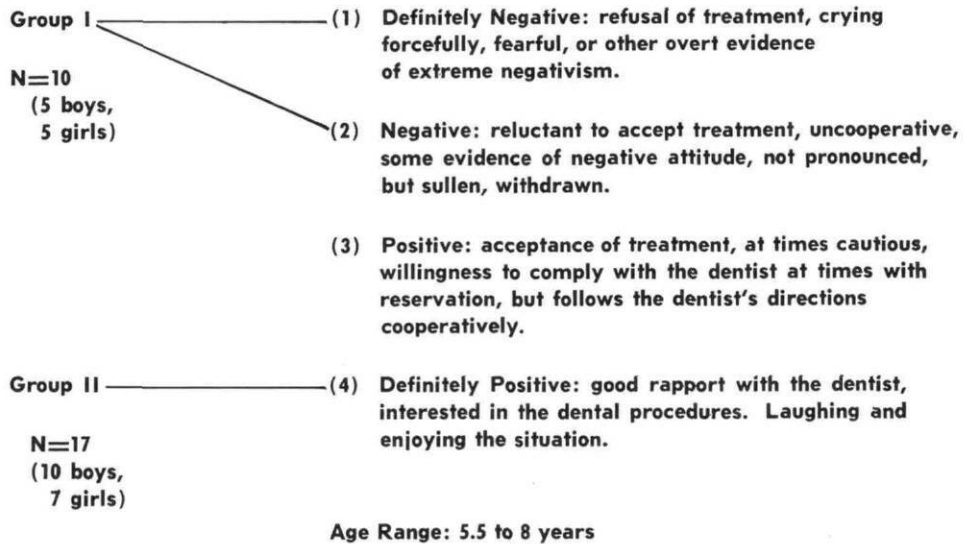 Group I (1) Definitely Negative: refusal of treatment, crying
forcefully, fearful, or other overt evidence
of extreme negativism.
N=10
(5 boys,
5 girls)
(2) Negative: reluctant to accept treatment, uncooperative,
some evidence of negative attitude, not pronounced,
but sullen, withdrawn.
(3) Positive: acceptance of treatment, at times cautious,
willingness to comply with the dentist at times with
reservation, but follows the dentist's directions
cooperatively.
Group II (4) Definitely Positive: good rapport with the dentist,
interested in the dental procedures. Laughing and
enjoying the situation.
N=17
(10 boys,
7 girls)
Age Range: 5.5 to 8 years